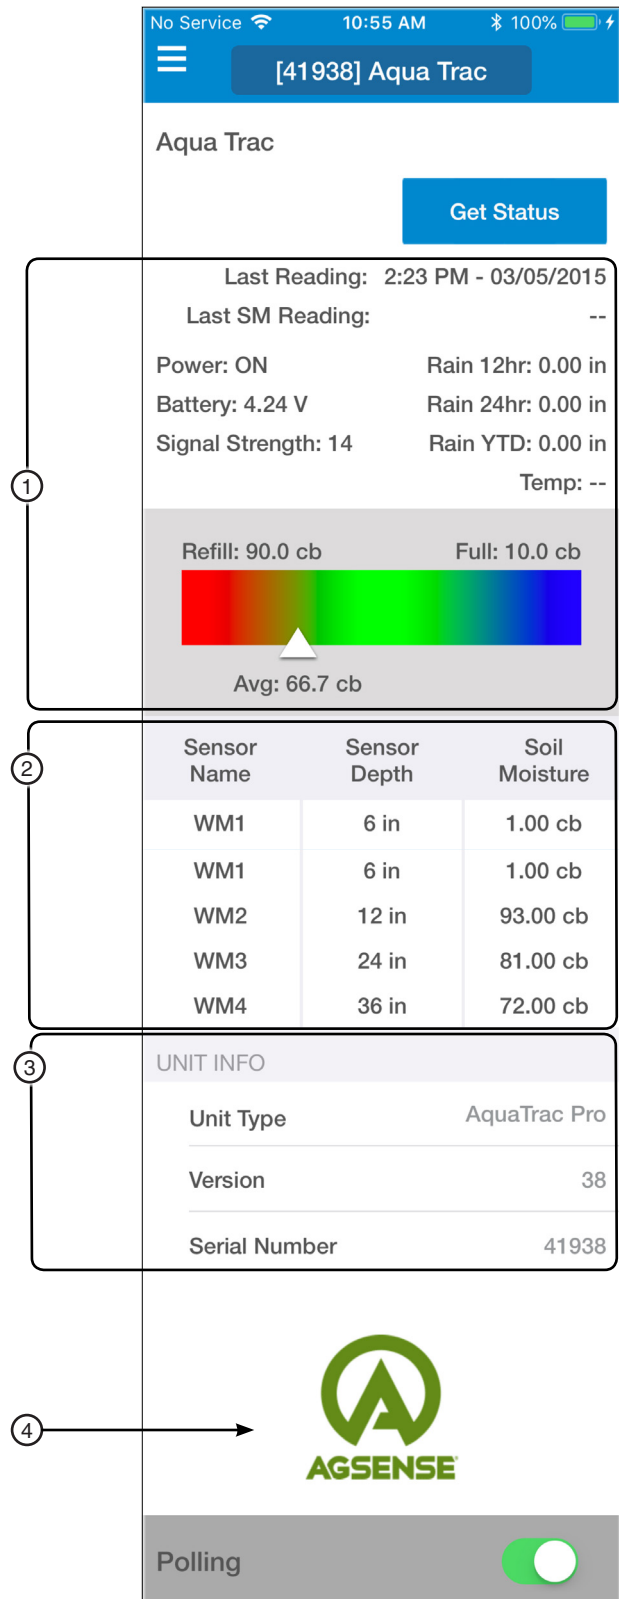 No Service 10:55 AM 100%
[41938] Aqua Trac
Aqua Trac
Get Status
Last Reading: 2:23 PM - 03/05/2015
Last SM Reading: --
Power: ON Rain 12hr: 0.00 in
Battery: 4.24 V Rain 24hr: 0.00 in
Signal Strength: 14 Rain YTD: 0.00 in
1 Temp: --
Refill: 90.0 cb Full: 10.0 cb
Avg: 66.7 cb
2
Sensor Name Sensor Depth Soil Moisture
WM1 6 in 1.00 cb
WM1 6 in 1.00 cb
WM2 12 in 93.00 cb
WM3 24 in 81.00 cb
WM4 36 in 72.00 cb
3 UNIT INFO
Unit Type AquaTrac Pro
Version 38
Serial Number 41938
4
AGSENSE
Polling